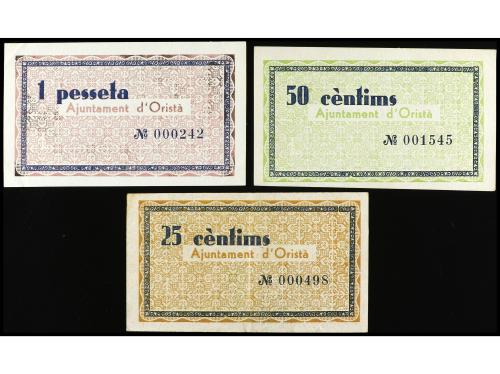 1 pesseta
Ajuntament d'Oristà
№ 000242
50 cèntims
Ajuntament d'Oristà
№ 001545
25 cèntims
Ajuntament d'Oristà
№ 000498